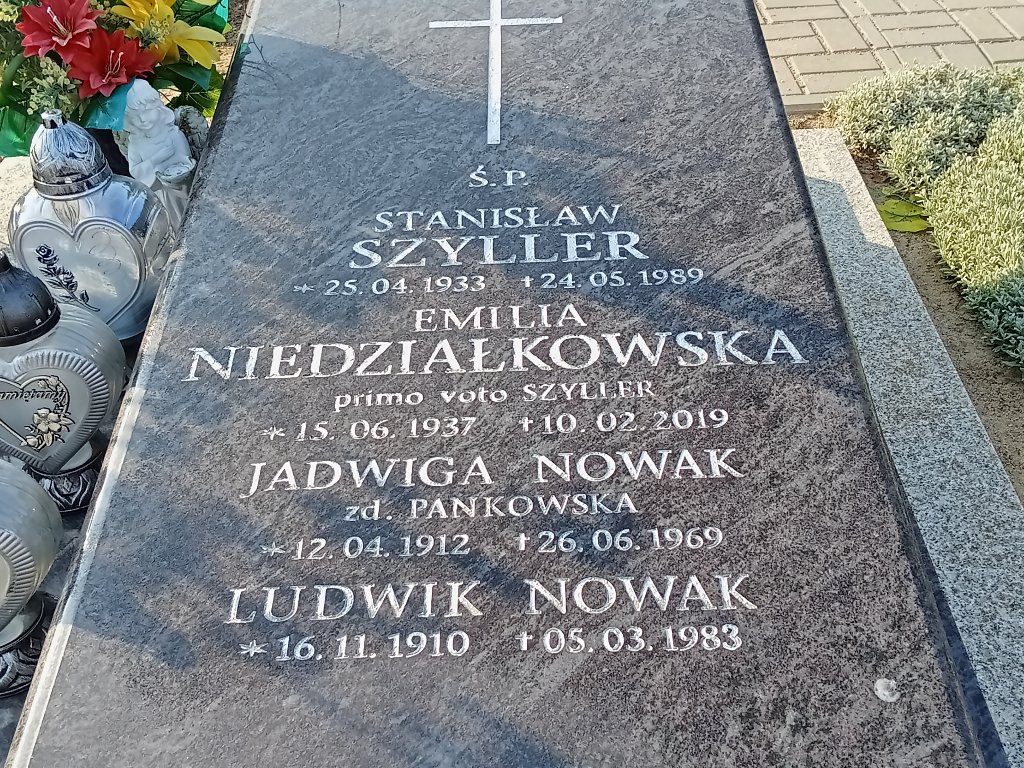 Ś.P.
STANISŁAW
SZYLLER
* 25.04.1933 †24.05.1989
EMILIA
NIEDZIAŁKOWSKA
primo voto SZYLLER
* 15.06.1937 †10.02.2019
JADWIGA NOWAK
zd. PANKOWSKA
* 12.04.1912 †26.06.1969
LUDWIK NOWAK
* 16.11.1910 †05.03.1983